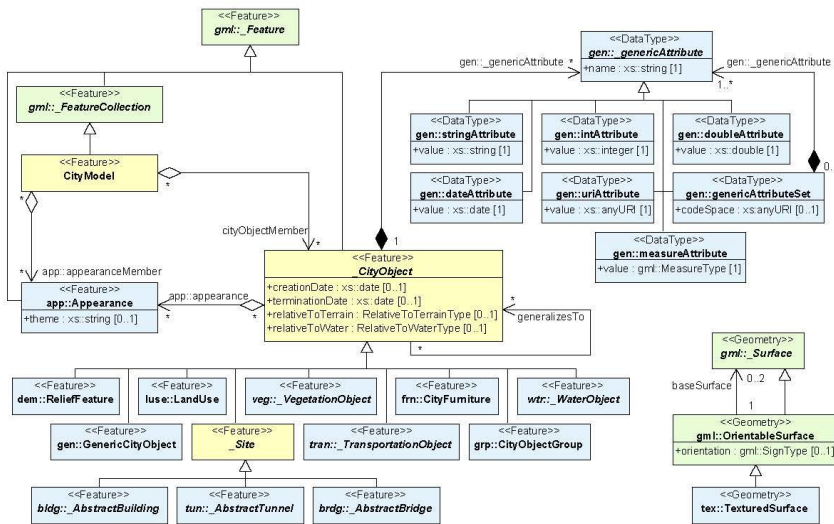 <<Feature>>
gml::_Feature
<<DataType>>
gen::_genericAttribute
+name : xs::string [1]
gen::_genericAttribute
*
gen::_genericAttribute
1..*
<<Feature>>
gml::_FeatureCollection
<<DataType>>
gen::stringAttribute
+value : xs::string [1]
<<DataType>>
gen::intAttribute
+value : xs::integer [1]
<<DataType>>
gen::doubleAttribute
+value : xs::double [1]
<<Feature>>
CityModel
*
*
<<DataType>>
gen::dateAttribute
+value : xs::date [1]
<<DataType>>
gen::uriAttribute
+value : xs::anyURI [1]
<<DataType>>
gen::genericAttributeSet
+codeSpace : xs::anyURI [0..1]
0..
<<DataType>>
gen::measureAttribute
+value : gml::MeasureType [1]
cityObjectMember
*
1
<<Feature>>
_CityObject
+creationDate : xs::date [0..1]
+terminationDate : xs::date [0..1]
+relativeToTerrain : RelativeToTerrainType [0..1]
+relativeToWater : RelativeToWaterType [0..1]
*
app::appearanceMember
<<Feature>>
app::Appearance
+theme : xs::string [0..1]
app::appearance
*
*
*
generalizesTo
*
<<Geometry>>
gml::_Surface
baseSurface
0..2
1
<<Geometry>>
gml::OrientableSurface
+orientation : gml::SignType [0..1]
<<Geometry>>
tex::TexturedSurface
<<Feature>>
dem::ReliefFeature
<<Feature>>
luse::LandUse
<<Feature>>
veg::_VegetationObject
<<Feature>>
frn::CityFurniture
<<Feature>>
wtr::_WaterObject
<<Feature>>
gen::GenericCityObject
<<Feature>>
_Site
<<Feature>>
tran::_TransportationObject
<<Feature>>
grp::CityObjectGroup
<<Feature>>
bldg::_AbstractBuilding
<<Feature>>
tun::_AbstractTunnel
<<Feature>>
brdg::_AbstractBridge